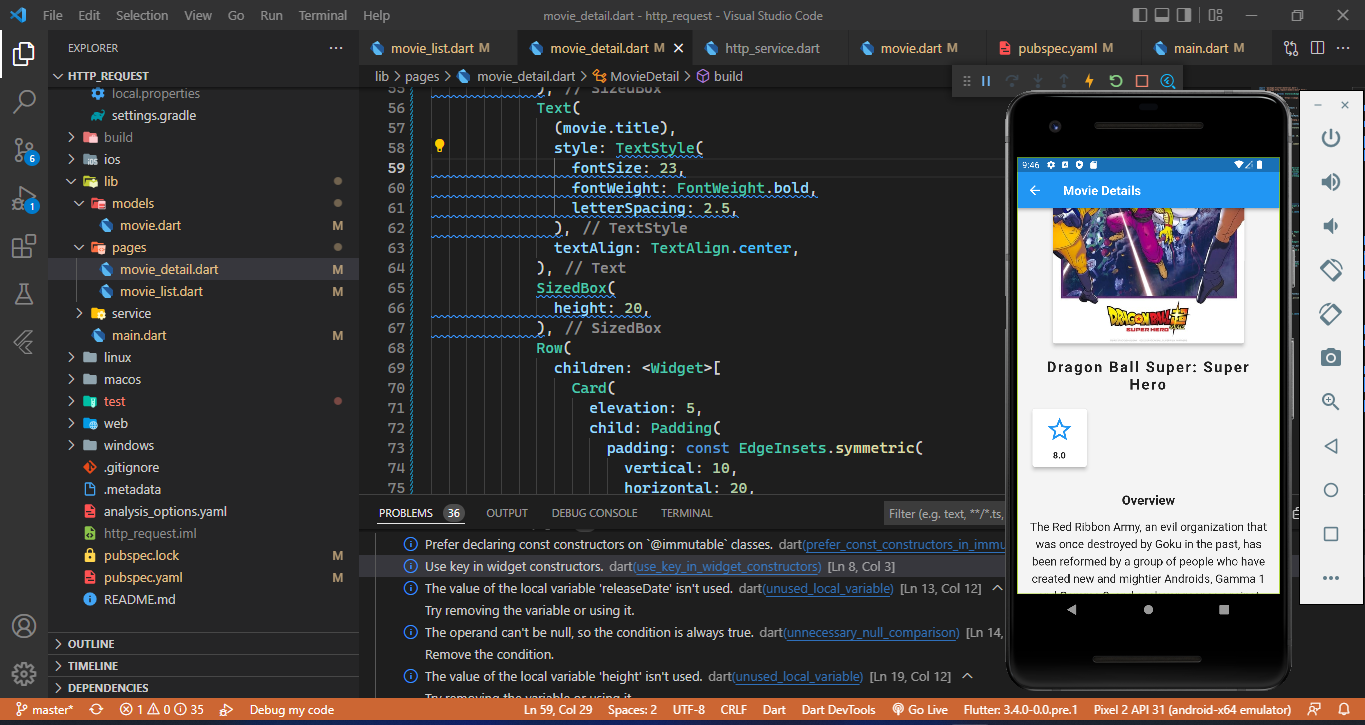 File Edit Selection View Go Run Terminal Help
movie_detail.dart - http_request - Visual Studio Code
EXPLORER
HTTP_REQUEST
local.properties
settings.gradle
build
ios
lib
models
movie.dart M
pages
movie_detail.dart M
movie_list.dart M
service
main.dart M
linux
macos
test
web
windows
.gitignore
.metadata
analysis_options.yaml
http_request.iml
pubspec.lock M
pubspec.yaml M
README.md
OUTLINE
TIMELINE
DEPENDENCIES
6
1
movie_list.dart M movie_detail.dart M http_service.dart movie.dart M pubspec.yaml M main.dart M
lib > pages > movie_detail.dart > MovieDetail > build
55 ), // SizedBox
56 Text(
57 (movie.title),
58 style: TextStyle(
59 fontSize: 23,
60 fontWeight: FontWeight.bold,
61 letterSpacing: 2.5,
62 ), // TextStyle
63 textAlign: TextAlign.center,
64 ), // Text
65 SizedBox(
66 height: 20,
67 ), // SizedBox
68 Row(
69 children: <Widget>[
70 Card(
71 elevation: 5,
72 child: Padding(
73 padding: const EdgeInsets.symmetric(
74 vertical: 10,
75 horizontal: 20,
PROBLEMS 36 OUTPUT DEBUG CONSOLE TERMINAL
Filter (e.g. text, **/*.ts,
Prefer declaring const constructors on `@immutable` classes. dart(prefer_const_constructors_in_immu
Use key in widget constructors. dart(use_key_in_widget_constructors) [Ln 8, Col 3]
The value of the local variable 'releaseDate' isn't used. dart(unused_local_variable) [Ln 13, Col 12]
Try removing the variable or using it.
The operand can't be null, so the condition is always true. dart(unnecessary_null_comparison) [Ln 14,
Remove the condition.
The value of the local variable 'height' isn't used. dart(unused_local_variable) [Ln 19, Col 12]
Try removing the variable or using it.
9:46
Movie Details
DRAGONBALL
SUPER
SUPER HERO
Dragon Ball Super: Super
Hero
8.0
Overview
The Red Ribbon Army, an evil organization that
was once destroyed by Goku in the past, has
been reformed by a group of people who have
created new and mightier Androids, Gamma 1
master* 1 0 35 Debug my code Ln 59, Col 29 Spaces: 2 UTF-8 CRLF Dart Dart DevTools Go Live Flutter: 3.4.0-0.0.pre.1 Pixel 2 API 31 (android-x64 emulator)